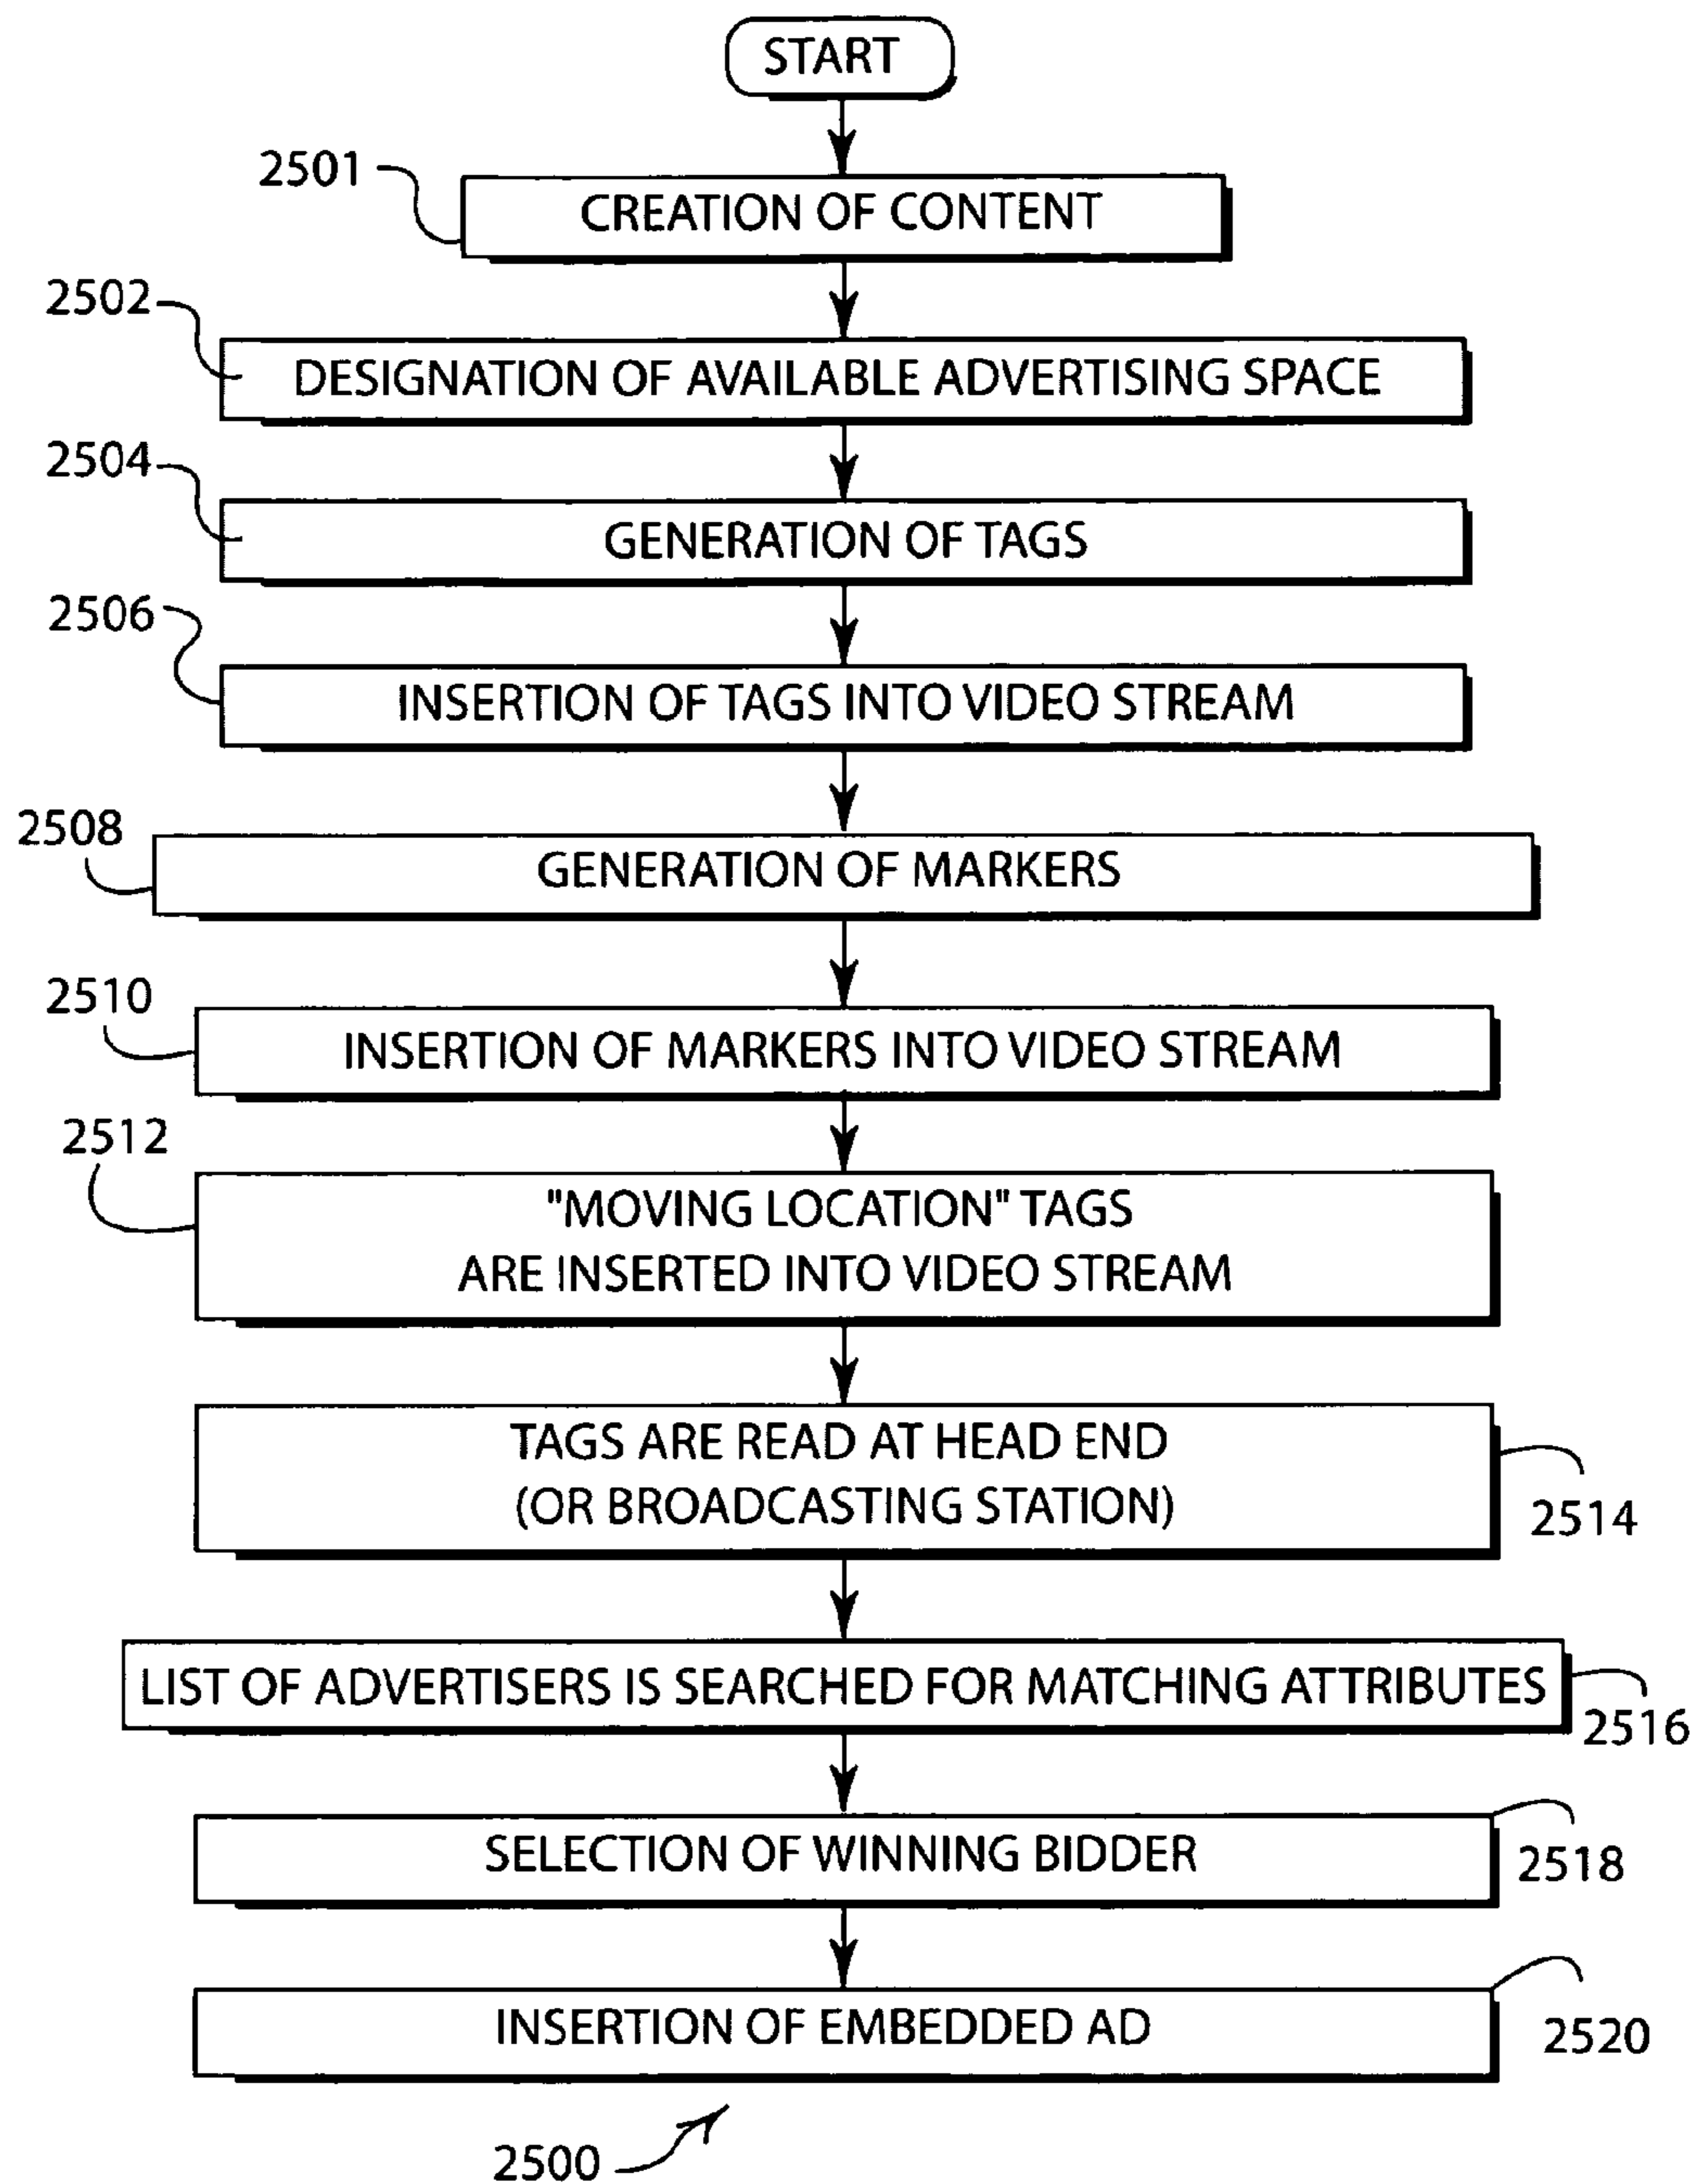 START
2501
CREATION OF CONTENT
2502
DESIGNATION OF AVAILABLE ADVERTISING SPACE
2504
GENERATION OF TAGS
2506
INSERTION OF TAGS INTO VIDEO STREAM
2508
GENERATION OF MARKERS
2510
INSERTION OF MARKERS INTO VIDEO STREAM
2512
"MOVING LOCATION" TAGS
ARE INSERTED INTO VIDEO STREAM
TAGS ARE READ AT HEAD END
(OR BROADCASTING STATION)
2514
LIST OF ADVERTISERS IS SEARCHED FOR MATCHING ATTRIBUTES
2516
SELECTION OF WINNING BIDDER
2518
INSERTION OF EMBEDDED AD
2520
2500